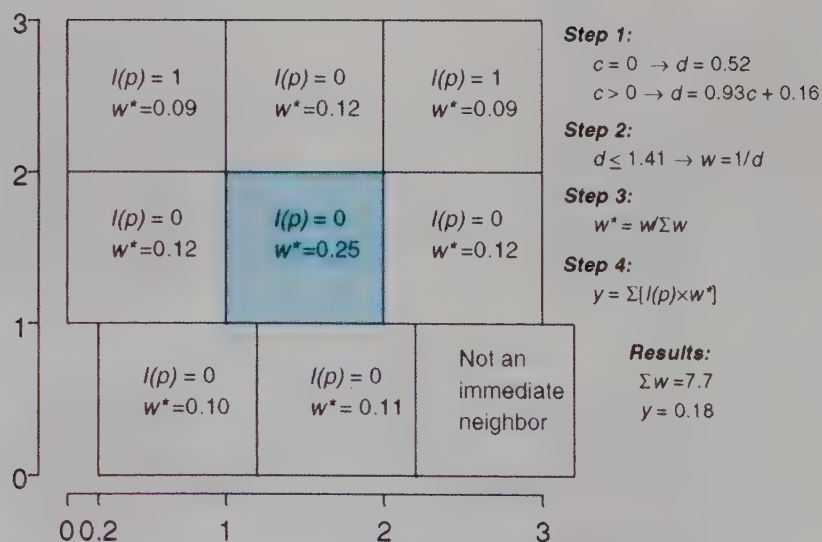 3
2
1
0
l(p) = 1
w*=0.09
l(p) = 0
w*=0.12
l(p) = 1
w*=0.09
l(p) = 0
w*=0.12
l(p) = 0
w*=0.25
l(p) = 0
w*=0.12
l(p) = 0
w*=0.10
l(p) = 0
w*= 0.11
Not an
immediate
neighbor
0 0.2 1 2 3
Step 1:
c = 0 → d = 0.52
c > 0 → d = 0.93c + 0.16
Step 2:
d ≤ 1.41 → w = 1/d
Step 3:
w* = w/Σw
Step 4:
y = Σ[l(p)×w*]
Results:
Σw =7.7
y = 0.18